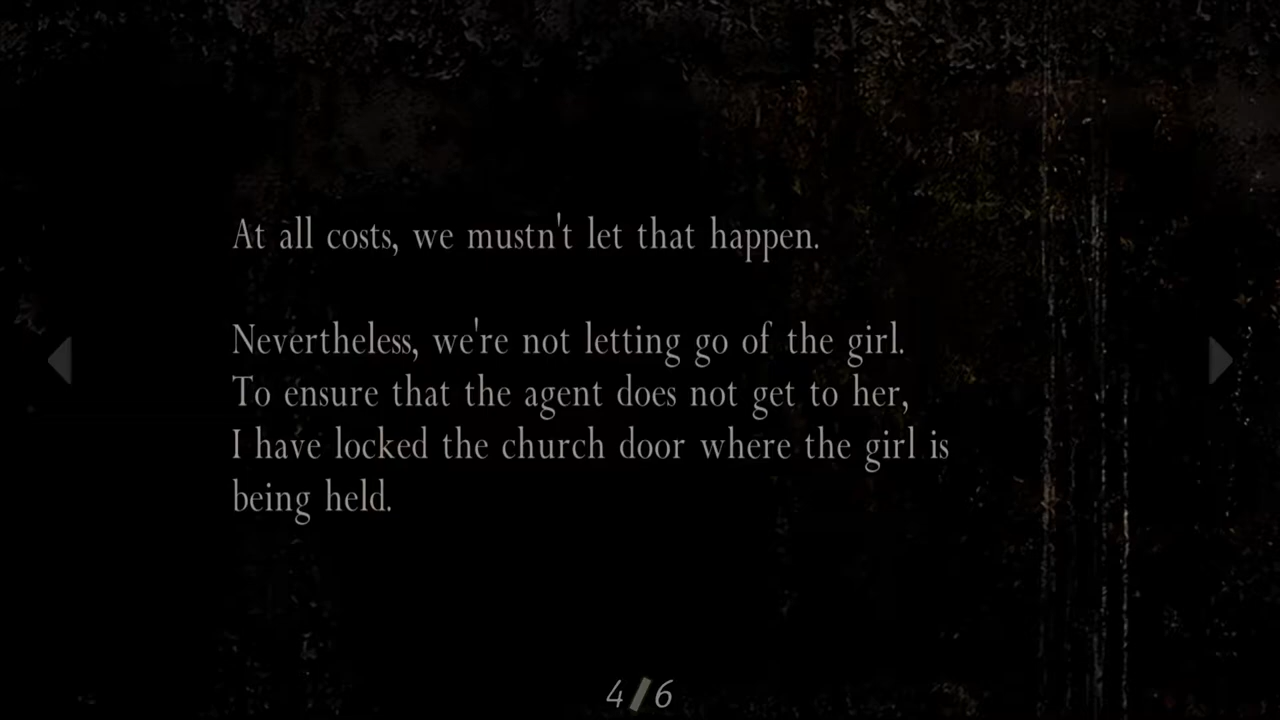 At all costs, we mustn't let that happen.
Nevertheless, we're not letting go of the girl.
To ensure that the agent does not get to her,
I have locked the church door where the girl is
being held.
4/6